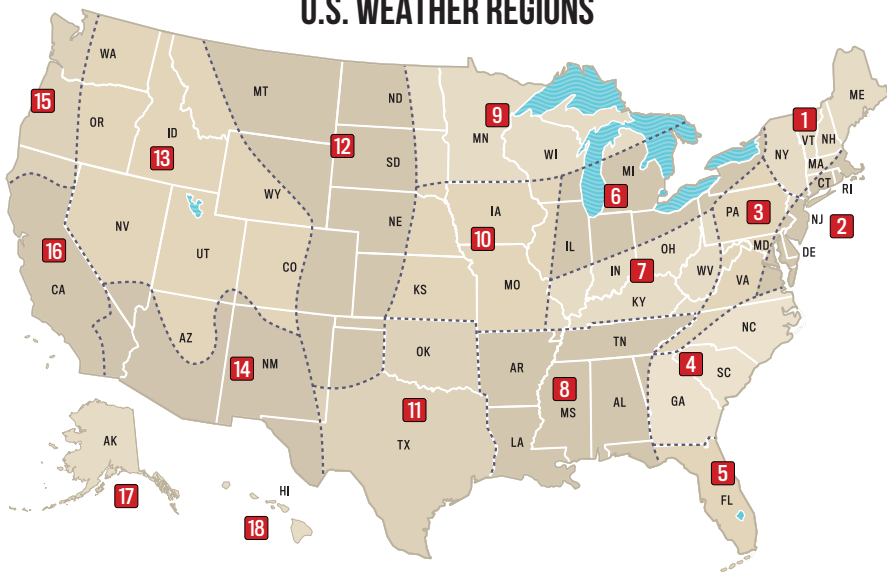 U.S. WEATHER REGIONS
WA
MT
ND
ME
15
OR
9
MN
1
VT
NH
ID
12
WI
NY
13
SD
MI
MA
CT
RI
WY
6
NE
IA
PA
3
NJ
2
NV
10
IL
OH
16
UT
IN
7
MD
DE
CO
WV
CA
KS
MO
KY
VA
NC
AZ
TN
OK
14
NM
AR
4
SC
8
GA
11
MS
AL
TX
LA
AK
5
17
HI
FL
18